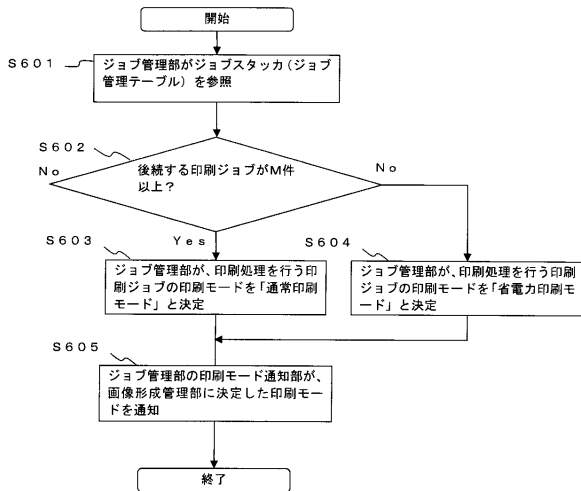 開始
S601
ジョブ管理部がジョブスタッカ(ジョブ
管理テーブル)を参照
S602
No
後続する印刷ジョブがM件
以上?
No
Yes
S603
ジョブ管理部が、印刷処理を行う印
刷ジョブの印刷モードを「通常印刷
モード」と決定
S604
ジョブ管理部が、印刷処理を行う印刷
ジョブの印刷モードを「省電力印刷モ
ード」と決定
S605
ジョブ管理部の印刷モード通知部が、
画像形成管理部に決定した印刷モー
ドを通知
終了